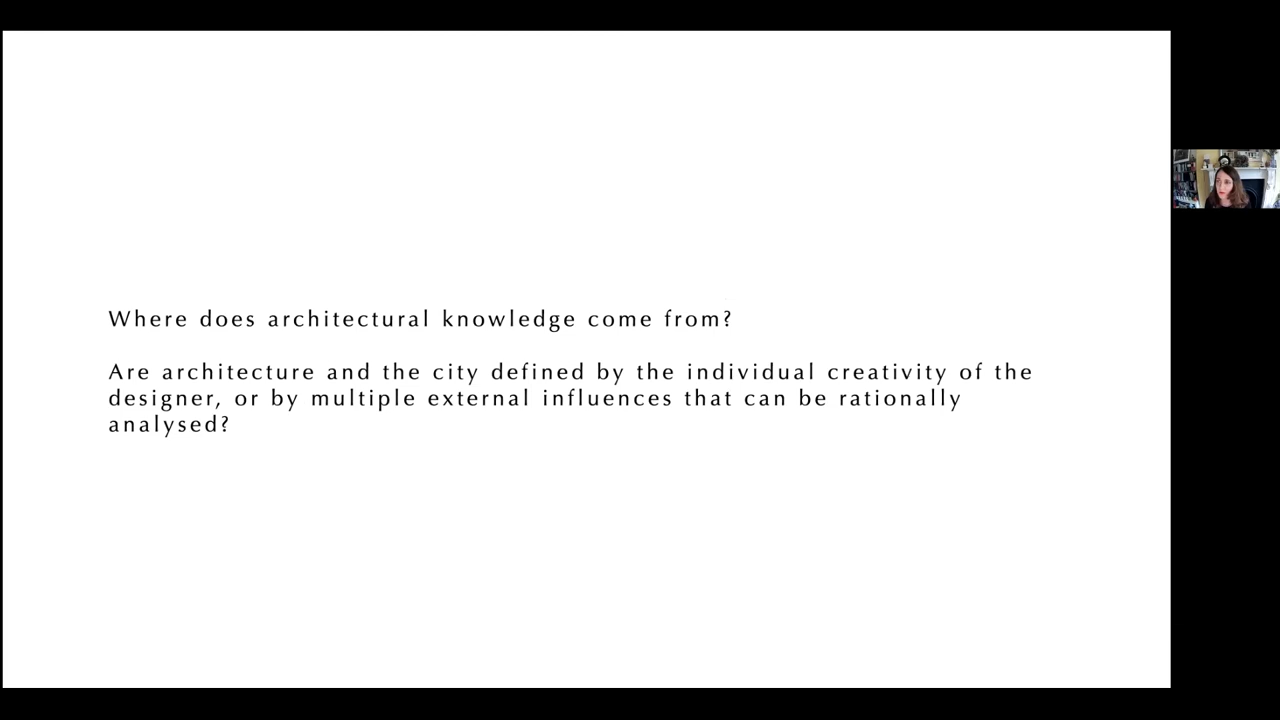 Where does architectural knowledge come from?
Are architecture and the city defined by the individual creativity of the
designer, or by multiple external influences that can be rationally
analysed?